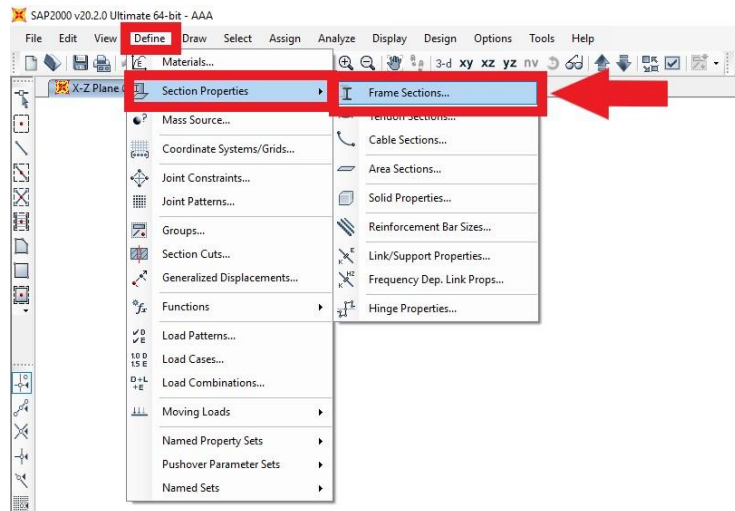 SAP2000 v20.2.0 Ultimate 64-bit - AAA
File Edit View Define Draw Select Assign Analyze Display Design Options Tools Help
3-d xy xz yz nv
X-Z Plane
Materials...
Section Properties
Mass Source...
Coordinate Systems/Grids...
Joint Constraints...
Joint Patterns...
Groups...
Section Cuts...
Generalized Displacements...
Functions
Load Patterns...
Load Cases...
Load Combinations...
Moving Loads
Named Property Sets
Pushover Parameter Sets
Named Sets
Frame Sections...
Tendon Sections...
Cable Sections...
Area Sections...
Solid Properties...
Reinforcement Bar Sizes...
Link/Support Properties...
Frequency Dep. Link Props...
Hinge Properties...